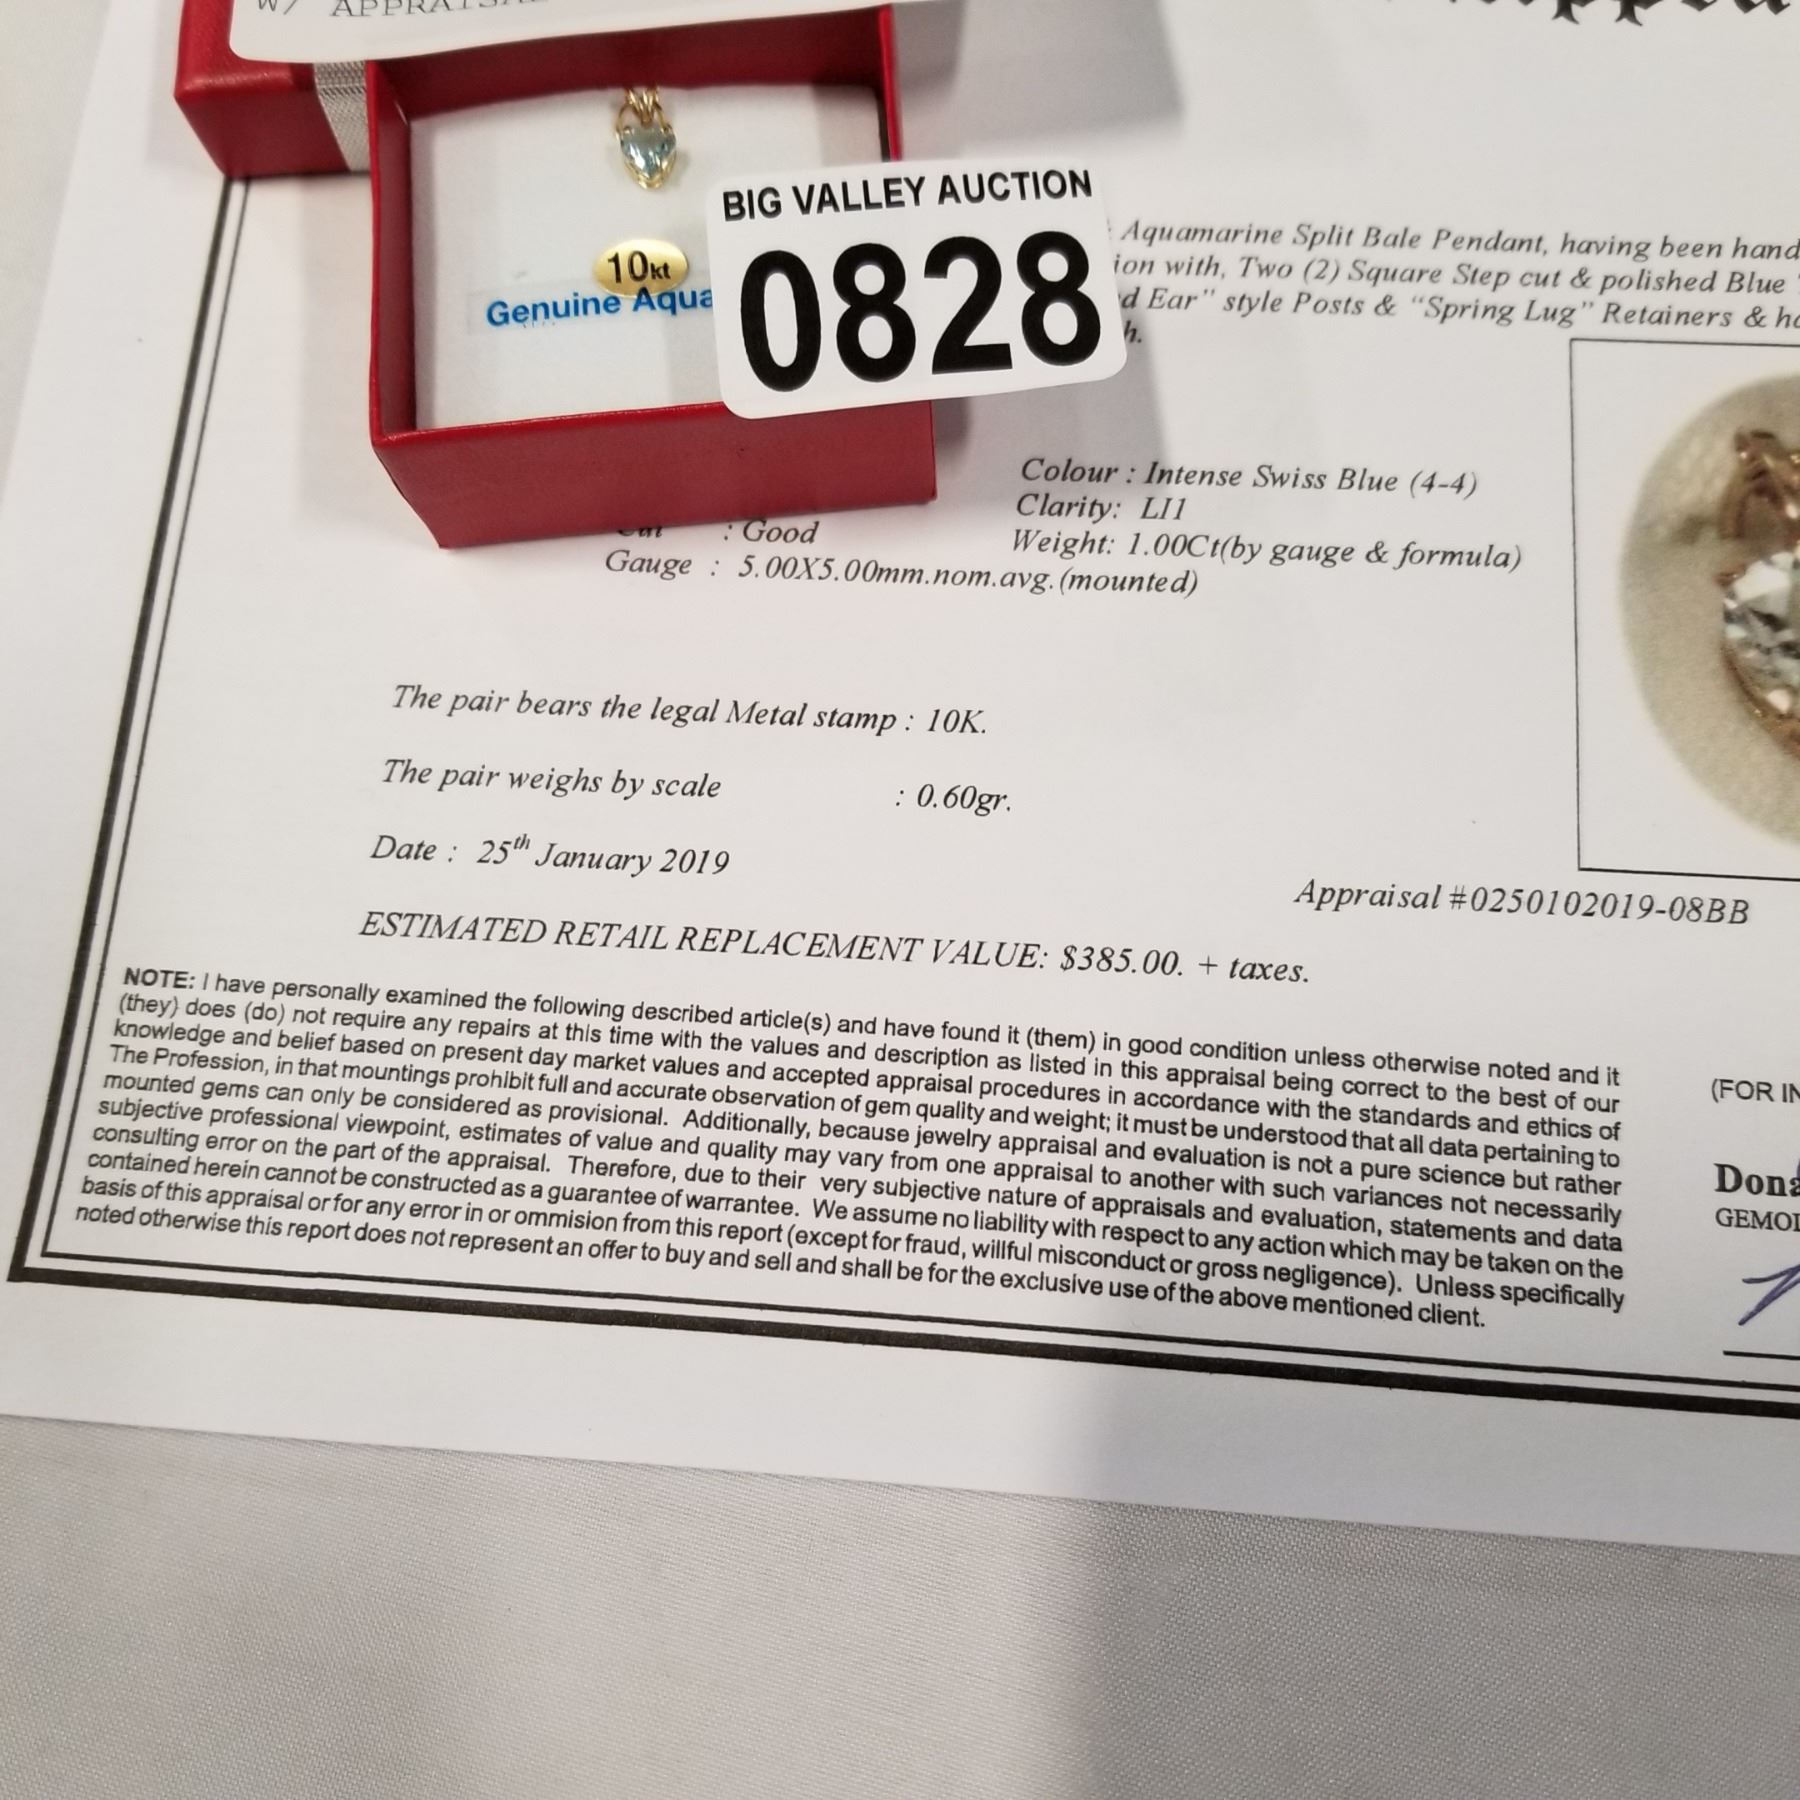 W/ APPRAISAL
BIG VALLEY AUCTION
0828
10kt
Genuine Aqua
Aquamarine Split Bale Pendant, having been hand
ion with, Two (2) Square Step cut & polished Blue
d Ear" style Posts & "Spring Lug" Retainers & ha
h.
Colour : Intense Swiss Blue (4-4)
Clarity: LI1
Cut : Good
Weight: 1.00Ct(by gauge & formula)
Gauge : 5.00X5.00mm.nom.avg.(mounted)
The pair bears the legal Metal stamp : 10K.
The pair weighs by scale : 0.60gr.
Date : 25th January 2019
Appraisal #0250102019-08BB
ESTIMATED RETAIL REPLACEMENT VALUE: $385.00. + taxes.
NOTE: I have personally examined the following described article(s) and have found it (them) in good condition unless otherwise noted and it
(they) does (do) not require any repairs at this time with the values and description as listed in this appraisal being correct to the best of our
knowledge and belief based on present day market values and accepted appraisal procedures in accordance with the standards and ethics of
The Profession, in that mountings prohibit full and accurate observation of gem quality and weight; it must be understood that all data pertaining to
mounted gems can only be considered as provisional. Additionally, because jewelry appraisal and evaluation is not a pure science but rather
subjective professional viewpoint, estimates of value and quality may vary from one appraisal to another with such variances not necessarily
consulting error on the part of the appraisal. Therefore, due to their very subjective nature of appraisals and evaluation, statements and data
contained herein cannot be constructed as a guarantee of warrantee. We assume no liability with respect to any action which may be taken on the
basis of this appraisal or for any error in or ommision from this report (except for fraud, willful misconduct or gross negligence). Unless specifically
noted otherwise this report does not represent an offer to buy and sell and shall be for the exclusive use of the above mentioned client.
(FOR IN
Dona
GEMOL